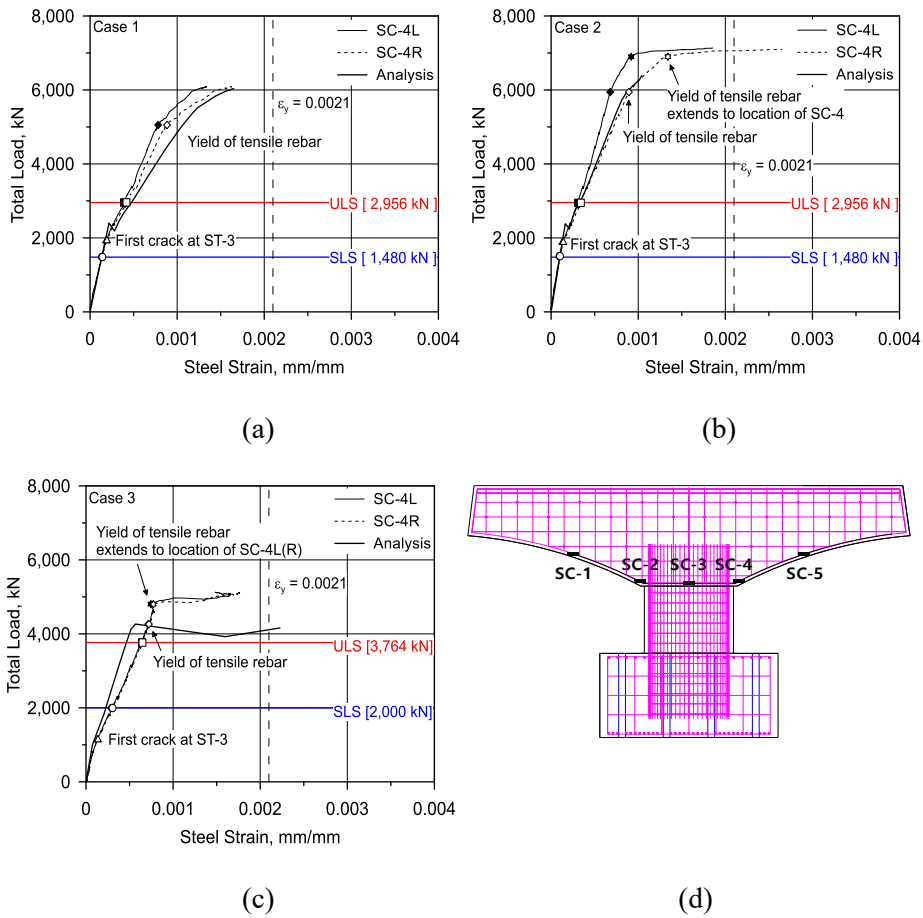 8,000
6,000
4,000
2,000
0
Total Load, kN
Case 1
SC-4L
SC-4R
Analysis
εy = 0.0021
Yield of tensile rebar
ULS [ 2,956 kN ]
First crack at ST-3
SLS [ 1,480 kN ]
0 0.001 0.002 0.003 0.004
Steel Strain, mm/mm
(a)
8,000
6,000
4,000
2,000
0
Total Load, kN
Case 2
SC-4L
SC-4R
Analysis
Yield of tensile rebar
extends to location of SC-4
Yield of tensile rebar
εy = 0.0021
ULS [ 2,956 kN ]
First crack at ST-3
SLS [ 1,480 kN ]
0 0.001 0.002 0.003 0.004
Steel Strain, mm/mm
(b)
8,000
6,000
4,000
2,000
0
Total Load, kN
Case 3
SC-4L
SC-4R
Analysis
Yield of tensile rebar
extends to location of SC-4L(R)
εy = 0.0021
ULS [3,764 kN]
Yield of tensile rebar
SLS [2,000 kN]
First crack at ST-3
0 0.001 0.002 0.003 0.004
Steel Strain, mm/mm
(c)
SC-1 SC-2 SC-3 SC-4 SC-5
(d)